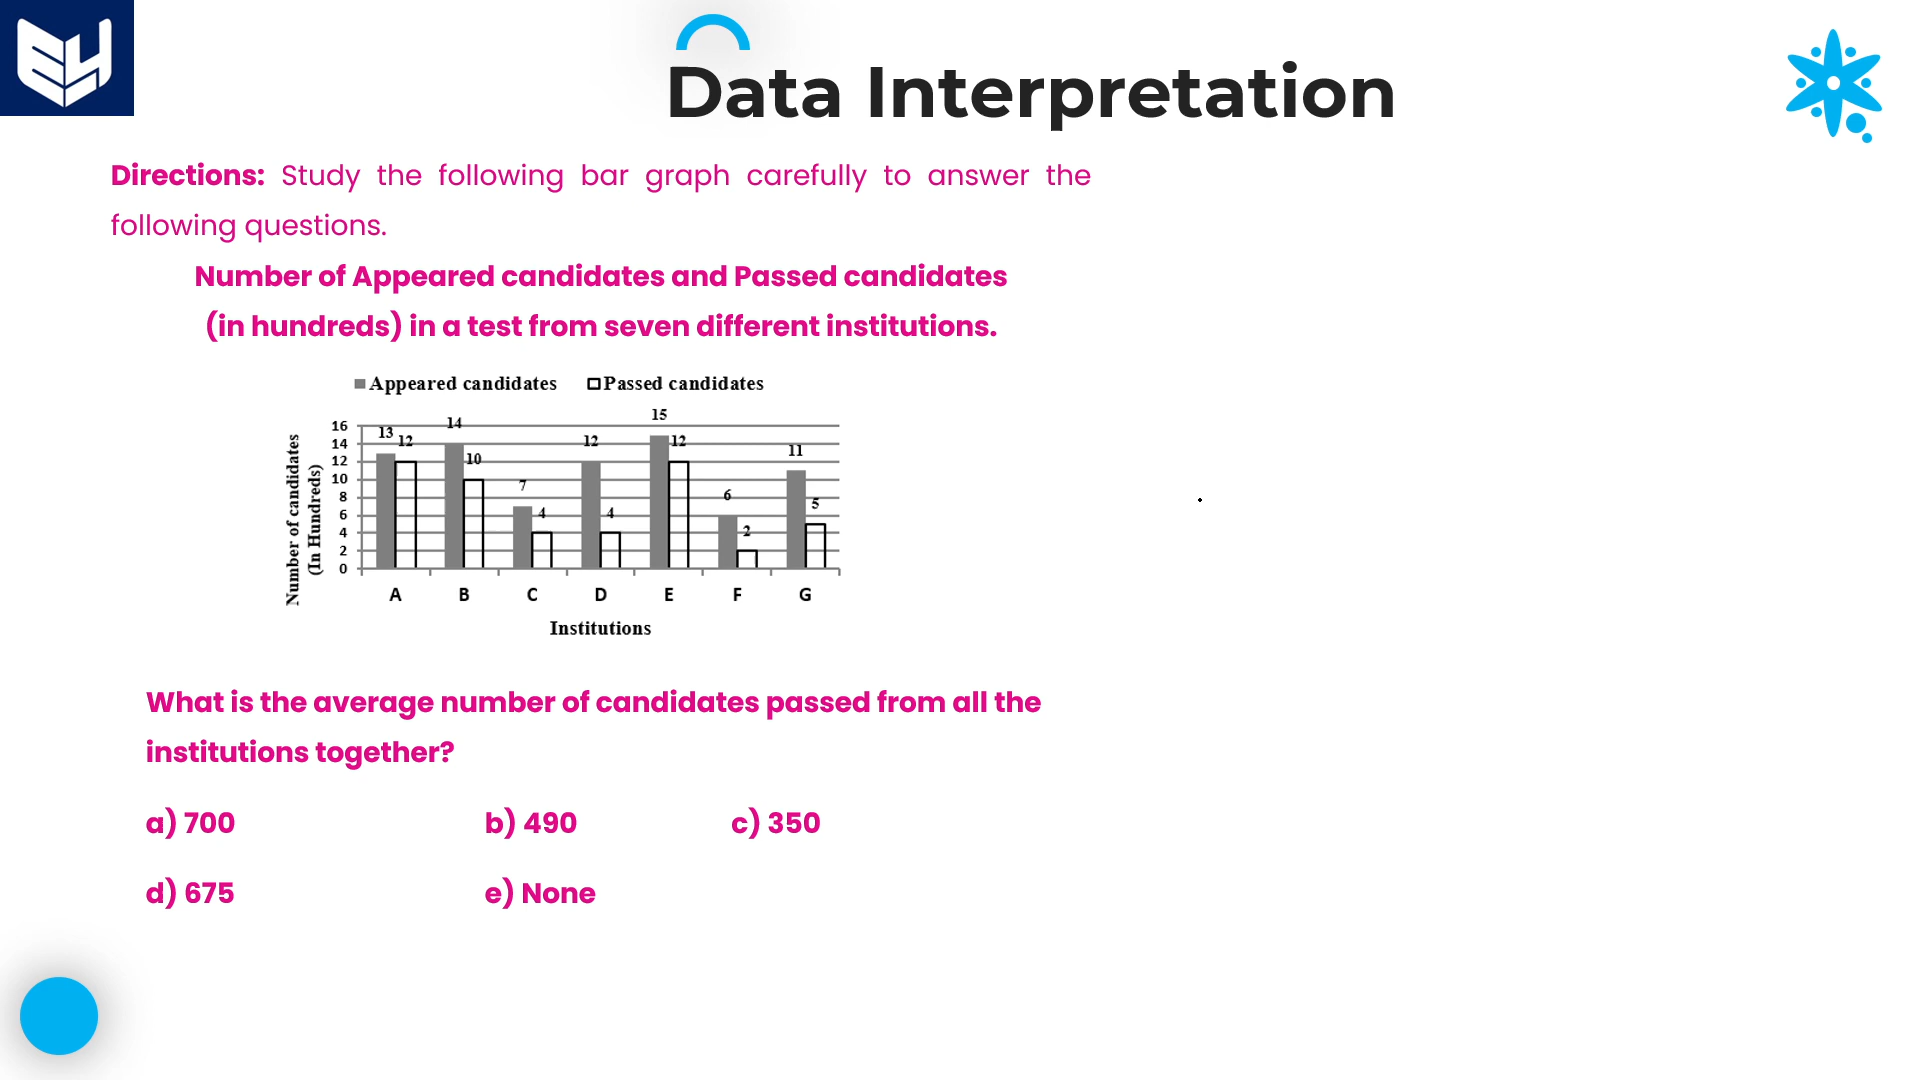 Data Interpretation
Directions: Study the following bar graph carefully to answer the
following questions.
Number of Appeared candidates and Passed candidates
(in hundreds) in a test from seven different institutions.
Appeared candidates Passed candidates
Number of candidates
(In Hundreds)
16
14
12
10
8
6
4
2
0
13 12 14 10 7 4 12 4 15 12 6 2 11 5
A B C D E F G
Institutions
What is the average number of candidates passed from all the
institutions together?
a) 700 b) 490 c) 350
d) 675 e) None